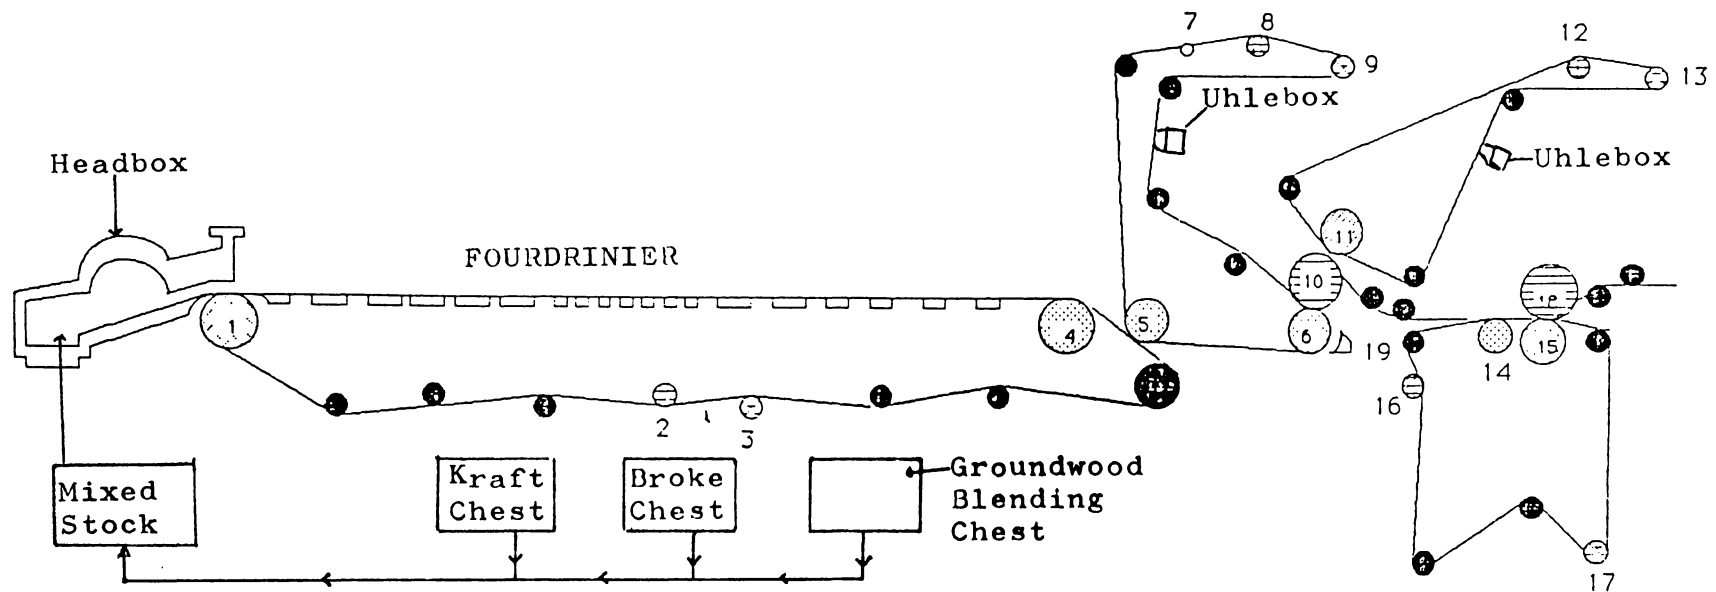 7
8
12
9
13
Uhlebox
Headbox
Uhlebox
FOURDRINIER
11
10
1
4
5
6
19
15
14
16
2
3
Kraft
Chest
Broke
Chest
Groundwood
Blending
Chest
Mixed
Stock
17